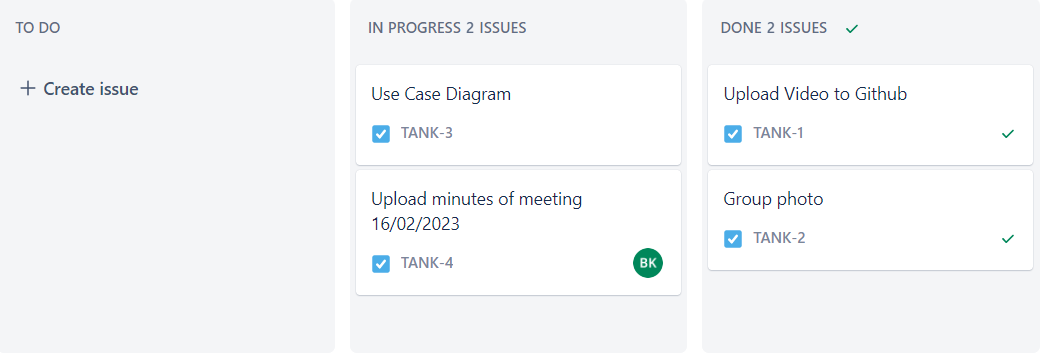 TO DO
+ Create issue
IN PROGRESS 2 ISSUES
Use Case Diagram
TANK-3
Upload minutes of meeting
16/02/2023
TANK-4
BK
DONE 2 ISSUES
Upload Video to Github
TANK-1
Group photo
TANK-2